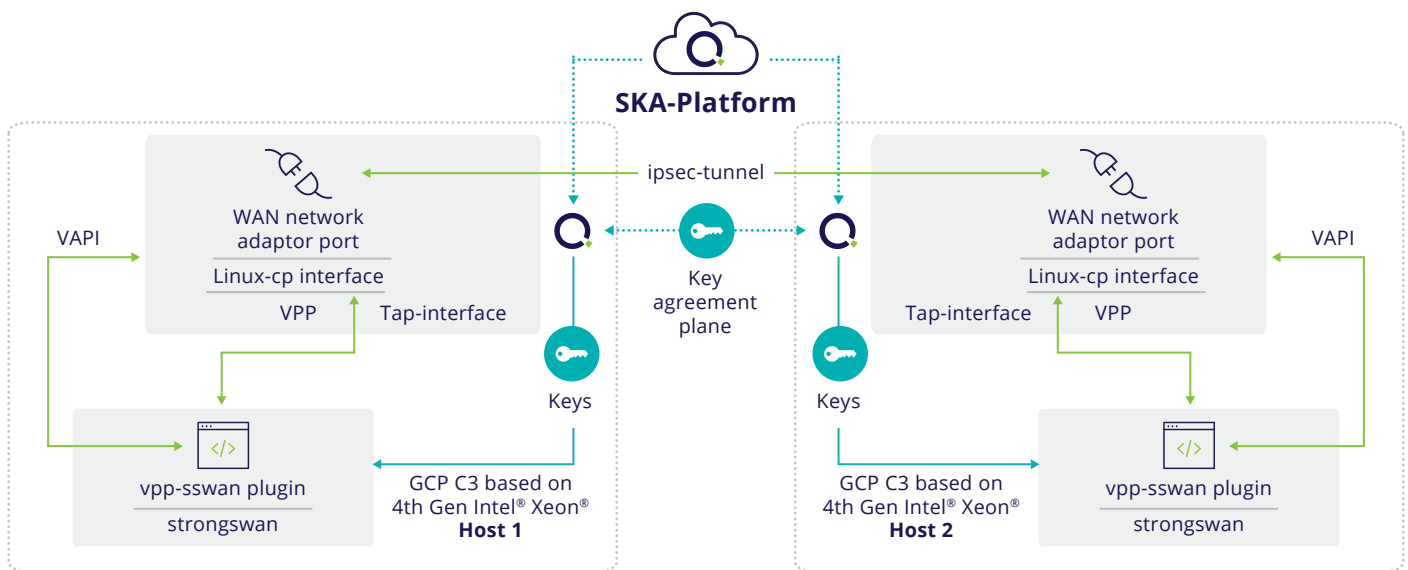 SKA-Platform
ipsec-tunnel
WAN network
adaptor port
Linux-cp interface
VPP
Tap-interface
VAPI
Keys
</>
vpp-sswan plugin
strongswan
GCP C3 based on
4th Gen Intel® Xeon®
Host 1
Key
agreement
plane
WAN network
adaptor port
Linux-cp interface
Tap-interface
VPP
VAPI
Keys
GCP C3 based on
4th Gen Intel® Xeon®
Host 2
</>
vpp-sswan plugin
strongswan